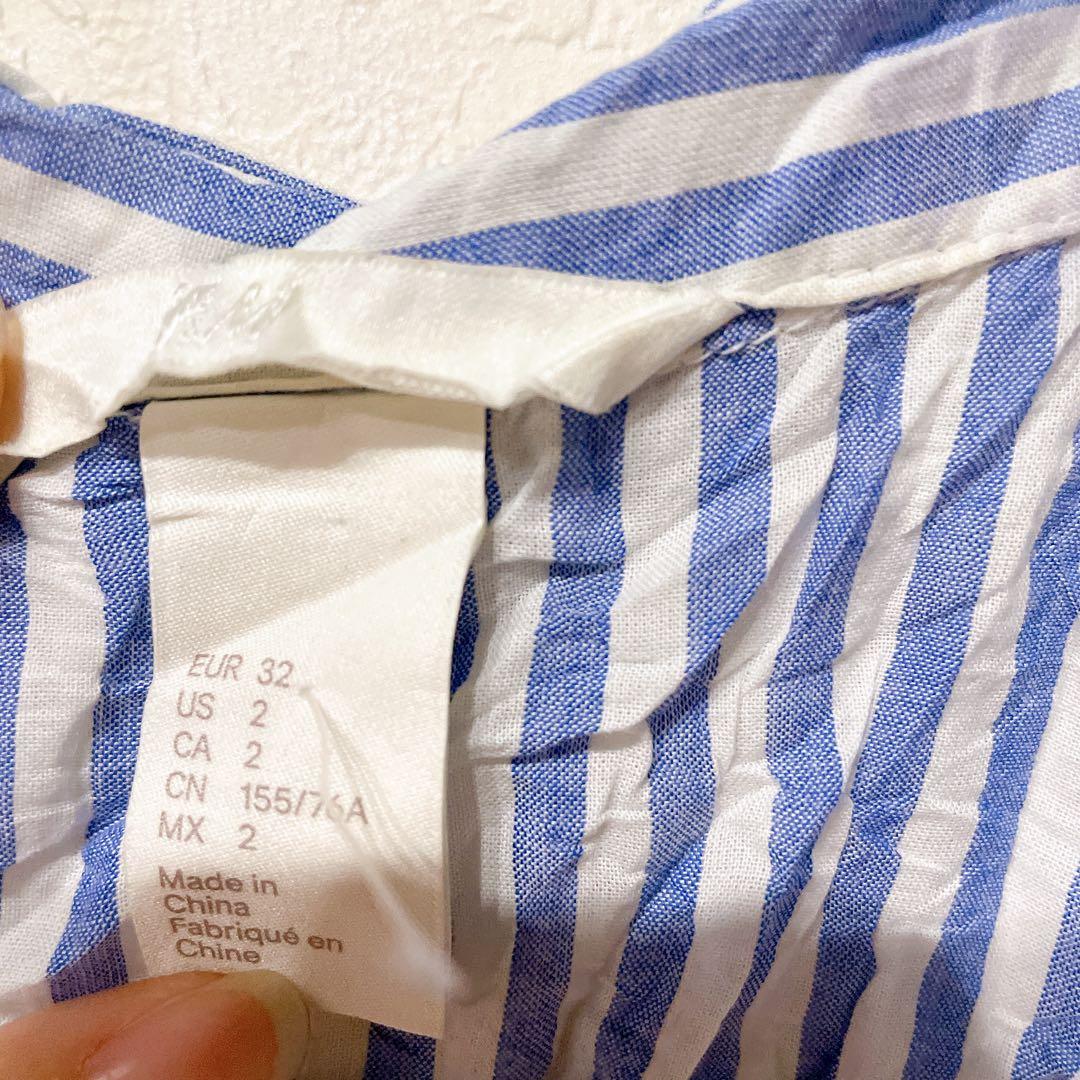 EUR 32
US 2
CA 2
CN 155/76A
MX 2
Made in
China
Fabriqué en
Chine